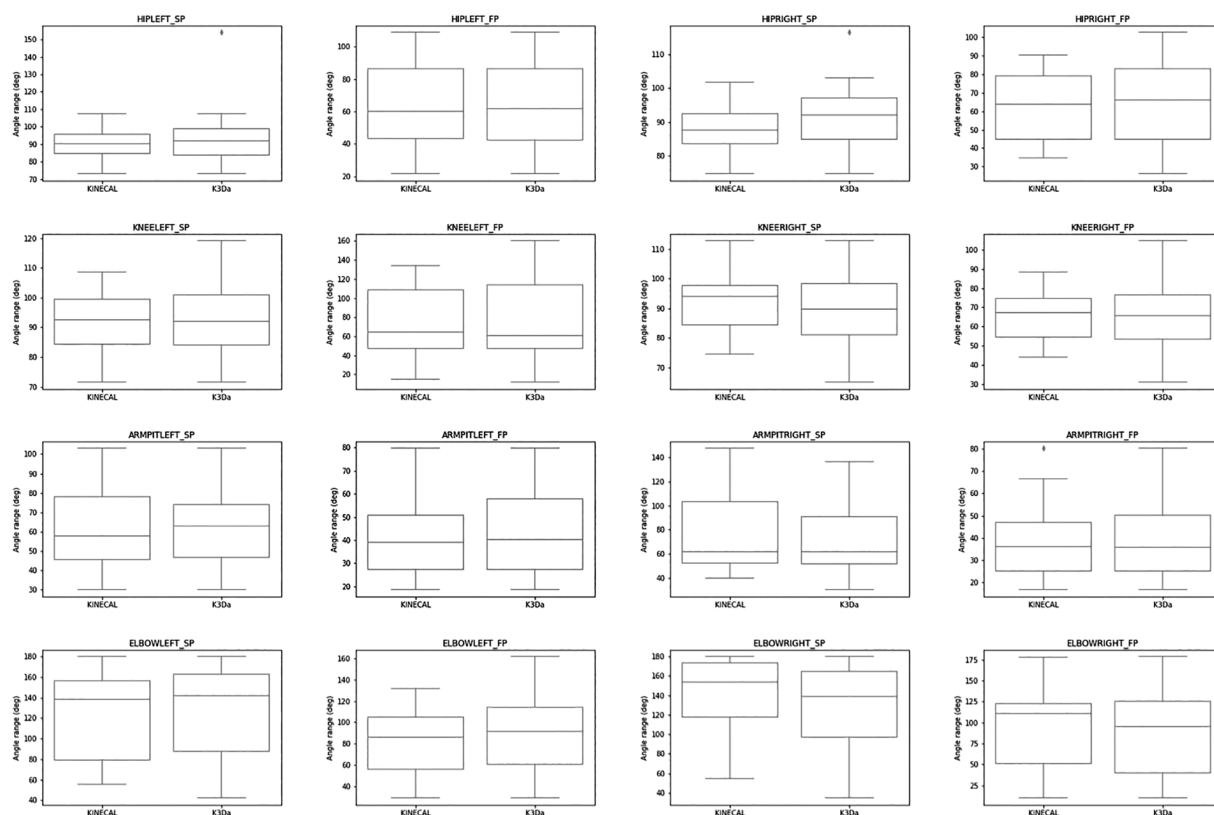 HIPLEFT_SP
Angle range (deg)
150
140
130
120
110
100
90
80
70
KINECAL K3Da
HIPLEFT_FP
Angle range (deg)
100
80
60
40
20
KINECAL K3Da
HIPRIGHT_SP
Angle range (deg)
110
100
90
80
KINECAL K3Da
HIPRIGHT_FP
Angle range (deg)
100
90
80
70
60
50
40
30
KINECAL K3Da
KNEELEFT_SP
Angle range (deg)
120
110
100
90
80
70
KINECAL K3Da
KNEELEFT_FP
Angle range (deg)
160
140
120
100
80
60
40
20
KINECAL K3Da
KNEERIGHT_SP
Angle range (deg)
110
100
90
80
70
KINECAL K3Da
KNEERIGHT_FP
Angle range (deg)
100
90
80
70
60
50
40
30
KINECAL K3Da
ARMPITLEFT_SP
Angle range (deg)
100
90
80
70
60
50
40
30
KINECAL K3Da
ARMPITLEFT_FP
Angle range (deg)
80
70
60
50
40
30
20
KINECAL K3Da
ARMPITRIGHT_SP
Angle range (deg)
140
120
100
80
60
40
KINECAL K3Da
ARMPITRIGHT_FP
Angle range (deg)
80
70
60
50
40
30
20
KINECAL K3Da
ELBOWLEFT_SP
Angle range (deg)
180
160
140
120
100
80
60
40
KINECAL K3Da
ELBOWLEFT_FP
Angle range (deg)
160
140
120
100
80
60
40
KINECAL K3Da
ELBOWRIGHT_SP
Angle range (deg)
180
160
140
120
100
80
60
40
KINECAL K3Da
ELBOWRIGHT_FP
Angle range (deg)
175
150
125
100
75
50
25
KINECAL K3Da